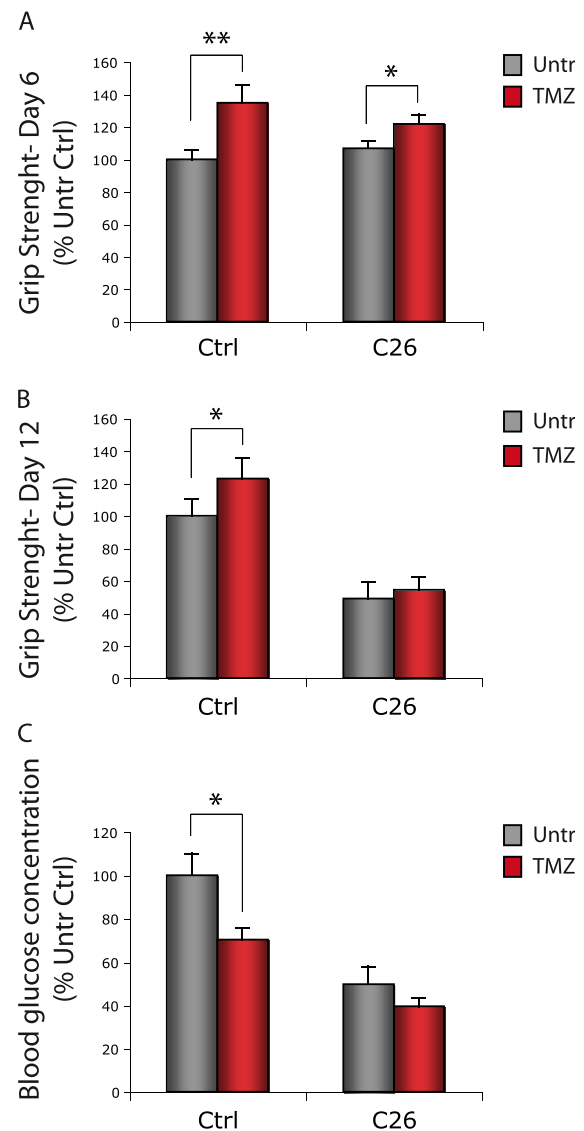 A
Grip Strenght- Day 6
(% Untr Ctrl)
160
140
120
100
80
60
40
20
0
**
*
Ctrl
C26
Untr
TMZ
B
Grip Strenght- Day 12
(% Untr Ctrl)
160
140
120
100
80
60
40
20
0
*
Ctrl
C26
Untr
TMZ
C
Blood glucose concentration
(% Untr Ctrl)
120
100
80
60
40
20
0
*
Ctrl
C26
Untr
TMZ